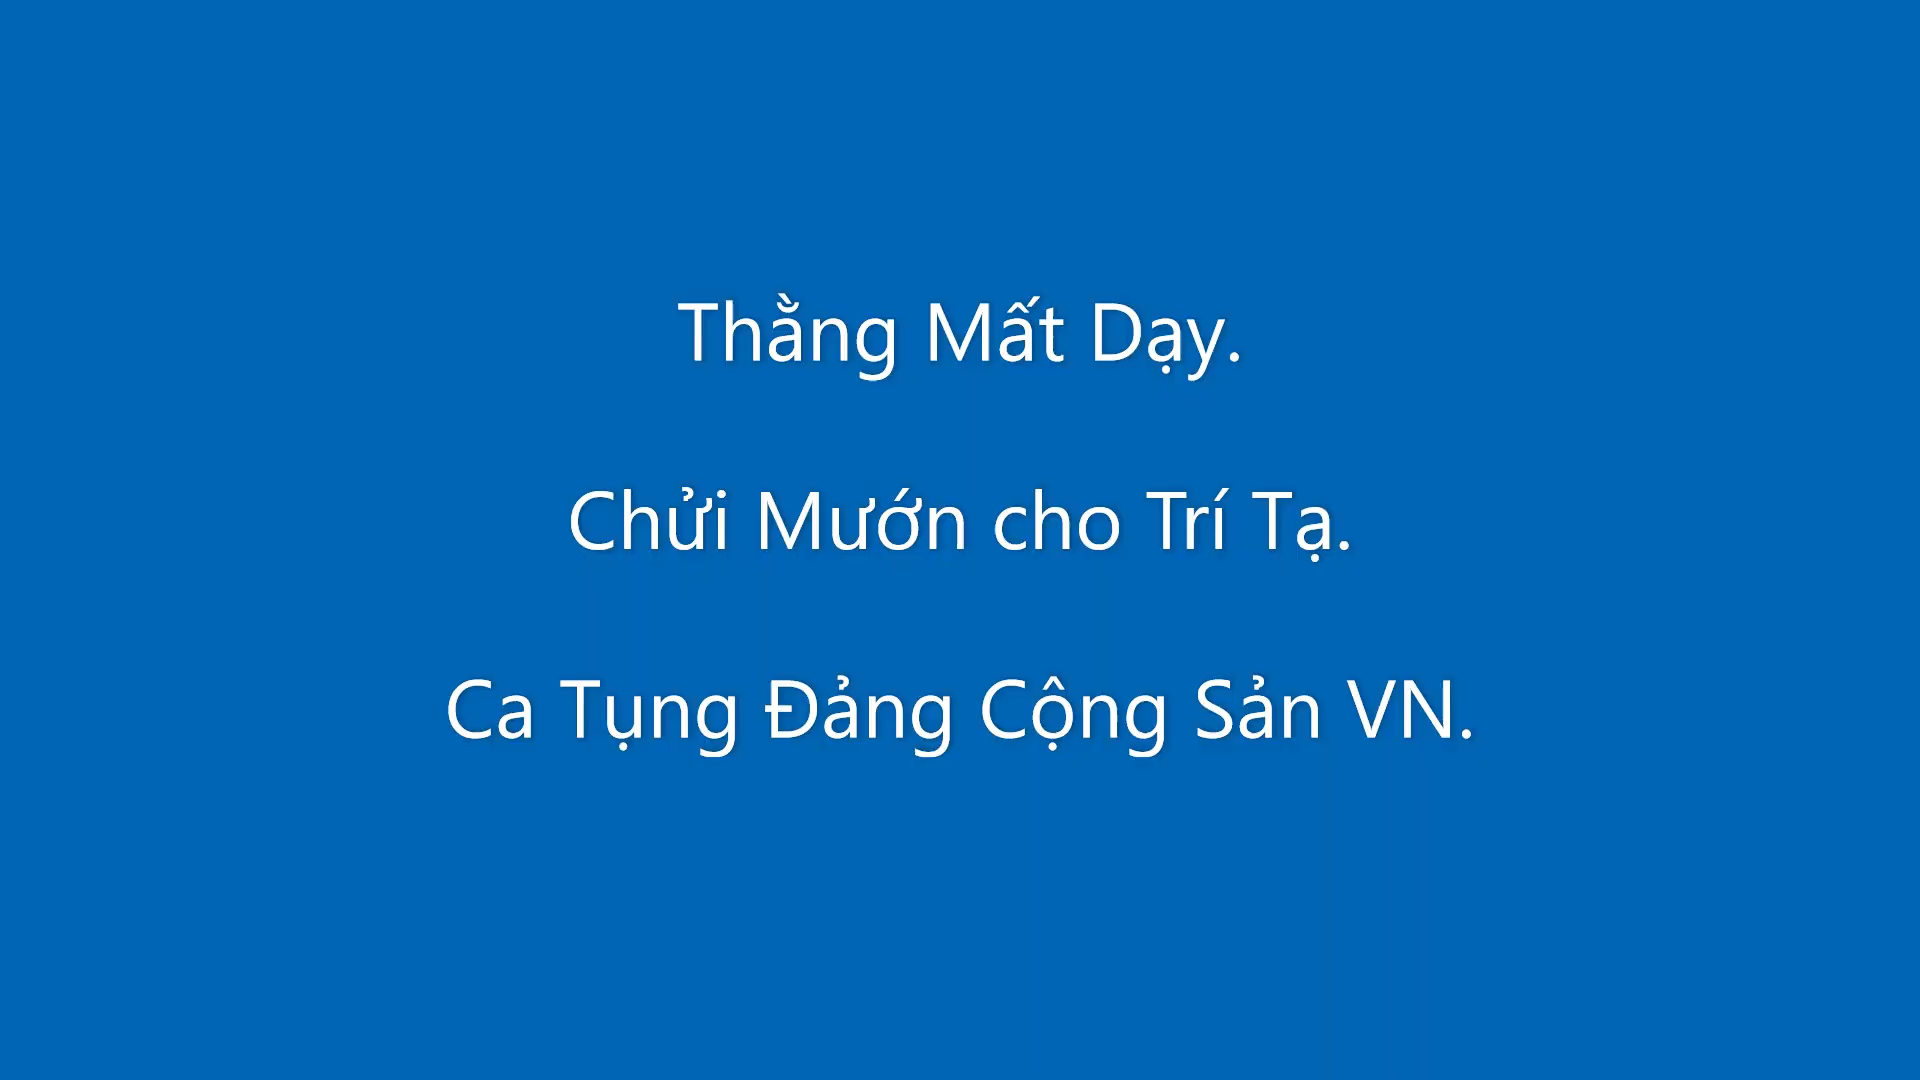 Thằng Mất Dạy.
Chửi Mướn cho Trí Tạ.
Ca Tụng Đảng Cộng Sản VN.